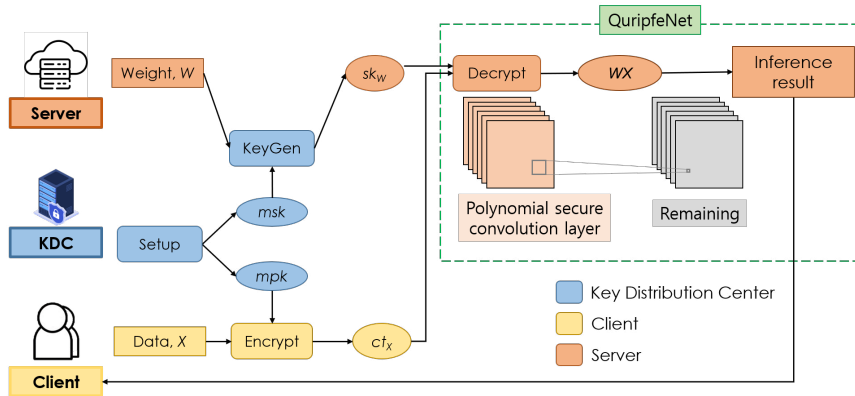 QuripfeNet
Server
Weight, W
sk_W
Decrypt
WX
Inference
result
KeyGen
Polynomial secure
convolution layer
Remaining
KDC
Setup
msk
mpk
Key Distribution Center
Client
Server
Client
Data, X
Encrypt
ct_X